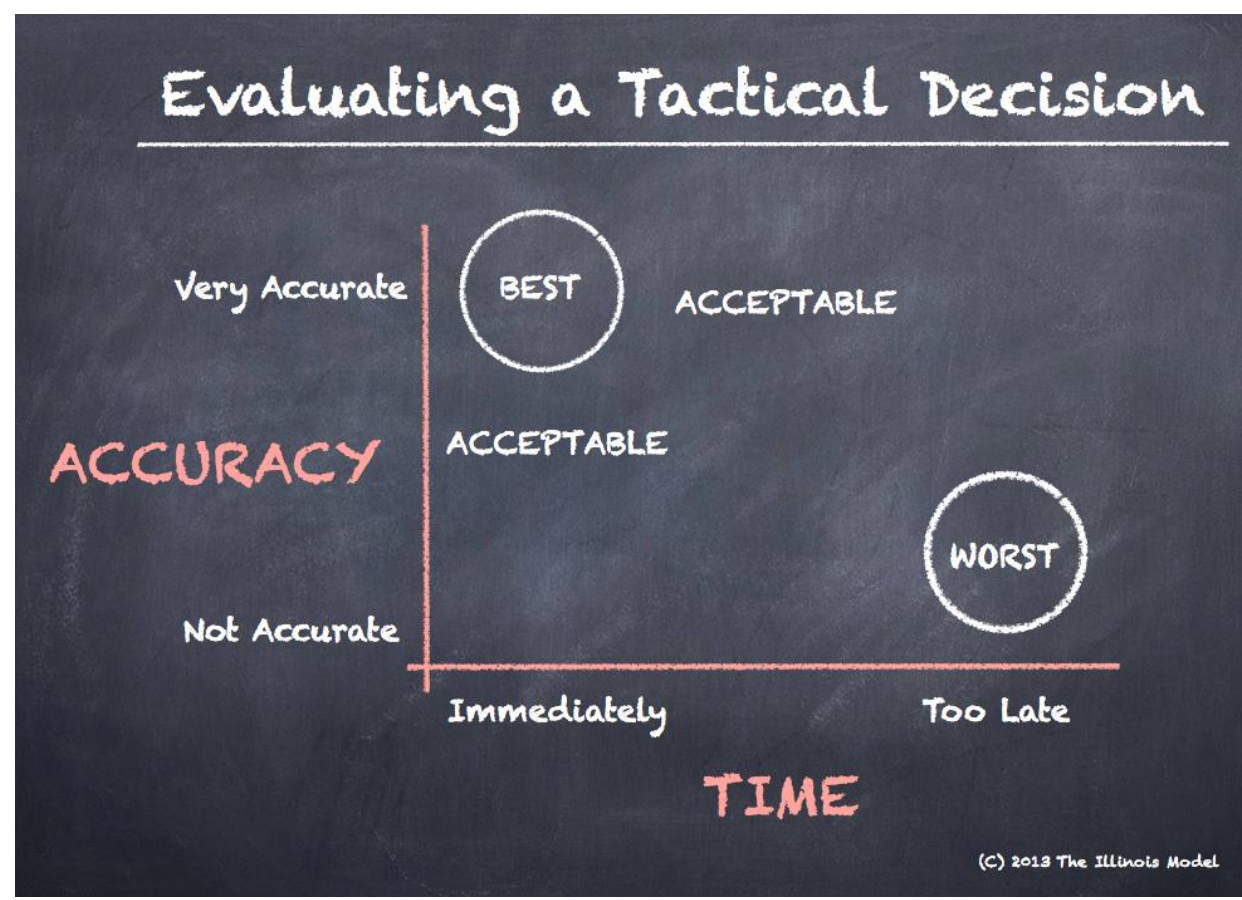 Evaluating a Tactical Decision
Very Accurate
BEST
ACCEPTABLE
ACCURACY
ACCEPTABLE
WORST
Not Accurate
Immediately
Too Late
TIME
(C) 2013 The Illinois Model